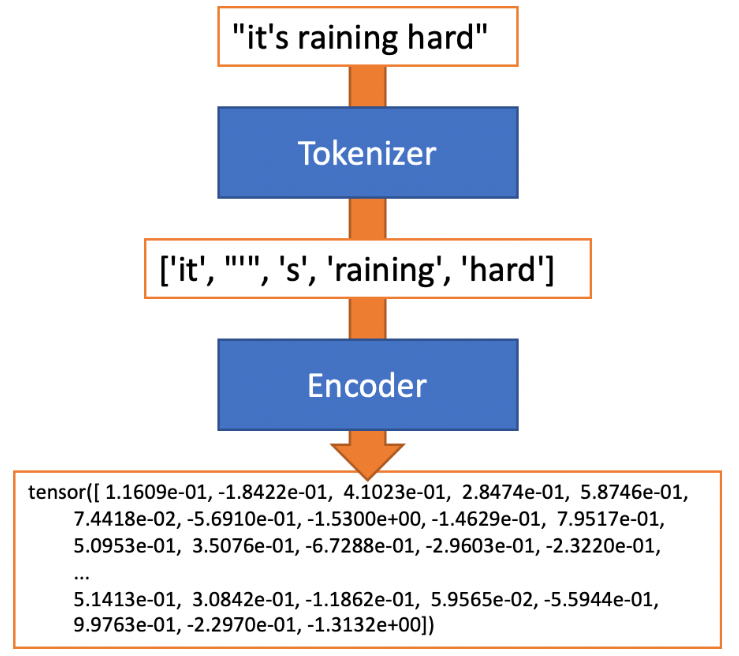 "it's raining hard"
Tokenizer
['it', "'", 's', 'raining', 'hard']
Encoder
tensor([ 1.1609e-01, -1.8422e-01,  4.1023e-01,  2.8474e-01,  5.8746e-01,
7.4418e-02, -5.6910e-01, -1.5300e+00, -1.4629e-01,  7.9517e-01,
5.0953e-01,  3.5076e-01, -6.7288e-01, -2.9603e-01, -2.3220e-01,
...
5.1413e-01,  3.0842e-01, -1.1862e-01,  5.9565e-02, -5.5944e-01,
9.9763e-01, -2.2970e-01, -1.3132e+00])